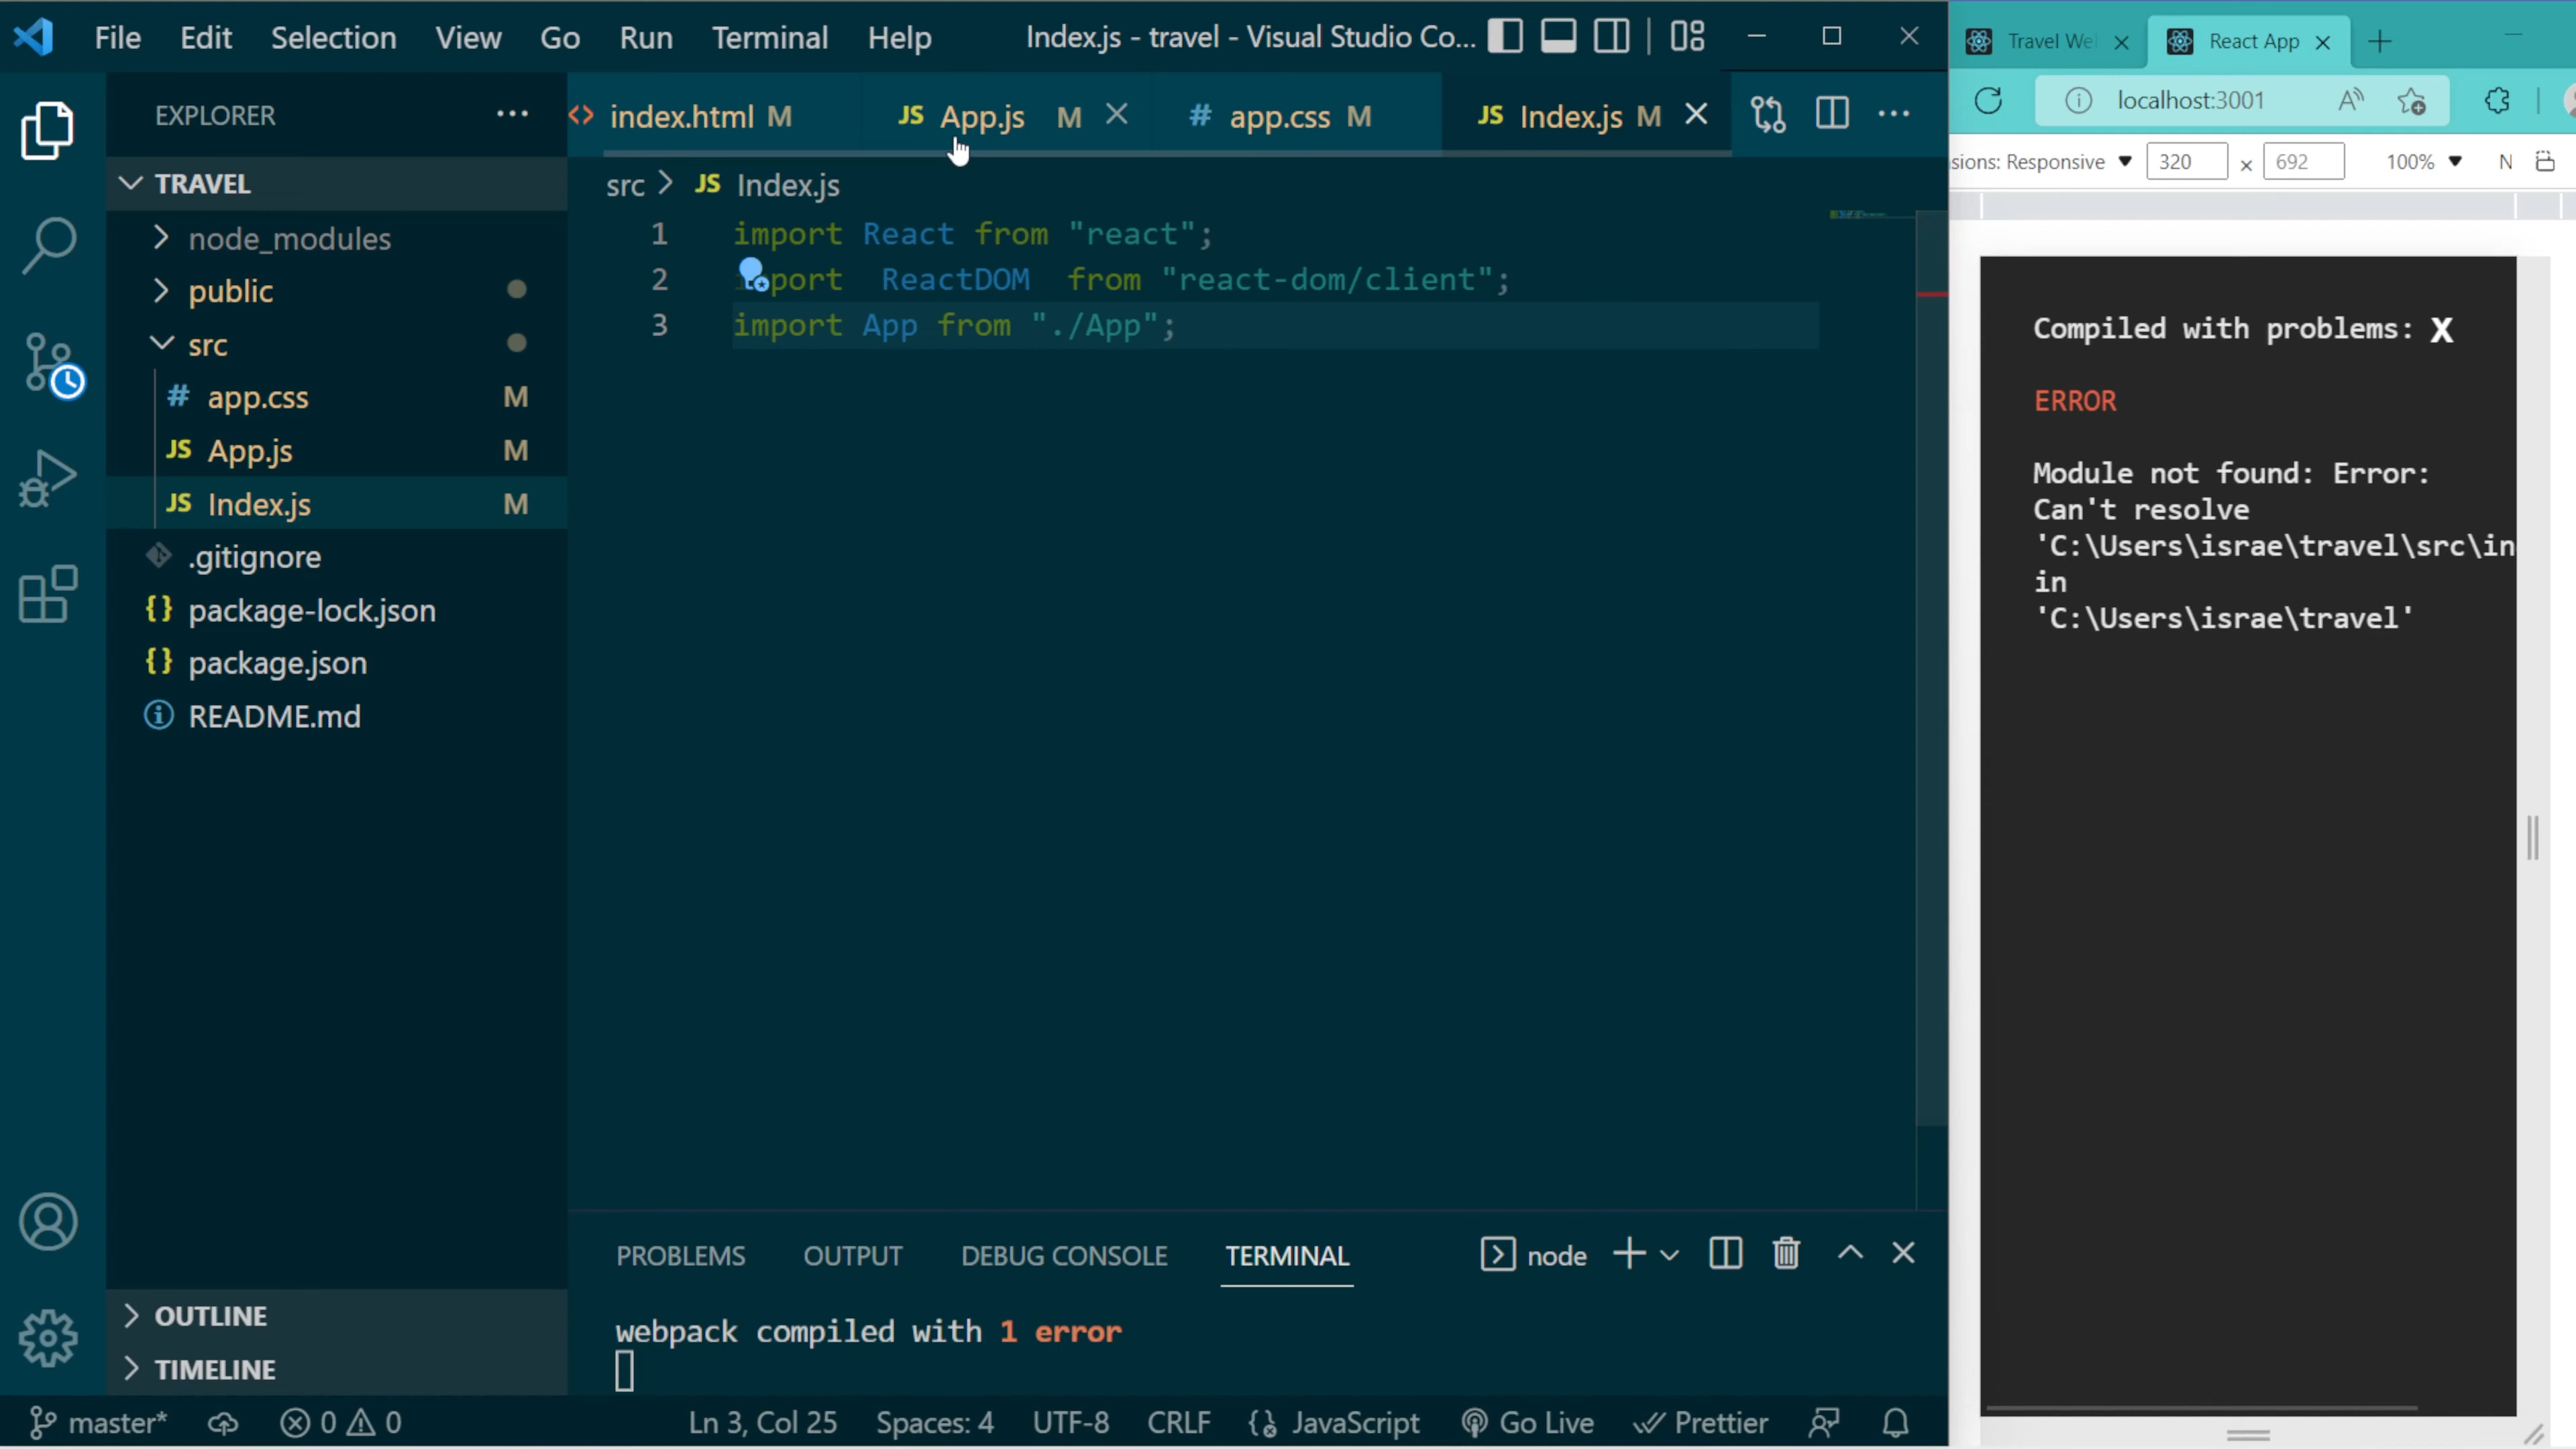 File Edit Selection View Go Run Terminal Help Index.js - travel - Visual Studio Co...
EXPLORER
TRAVEL
node_modules
public
src
# app.css M
JS App.js M
JS Index.js M
.gitignore
{} package-lock.json
{} package.json
README.md
OUTLINE
TIMELINE
<> index.html M JS App.js M # app.css M JS Index.js M
src > JS Index.js
1 import React from "react";
2 port ReactDOM from "react-dom/client";
3 import App from "./App";
PROBLEMS OUTPUT DEBUG CONSOLE TERMINAL node
webpack compiled with 1 error
master* 0 0 Ln 3, Col 25 Spaces: 4 UTF-8 CRLF JavaScript Go Live Prettier
Travel We React App
localhost:3001
sions: Responsive 320 × 692 100% N
Compiled with problems: X
ERROR
Module not found: Error:
Can't resolve
'C:\Users\israe\travel\src\in
in
'C:\Users\israe\travel'